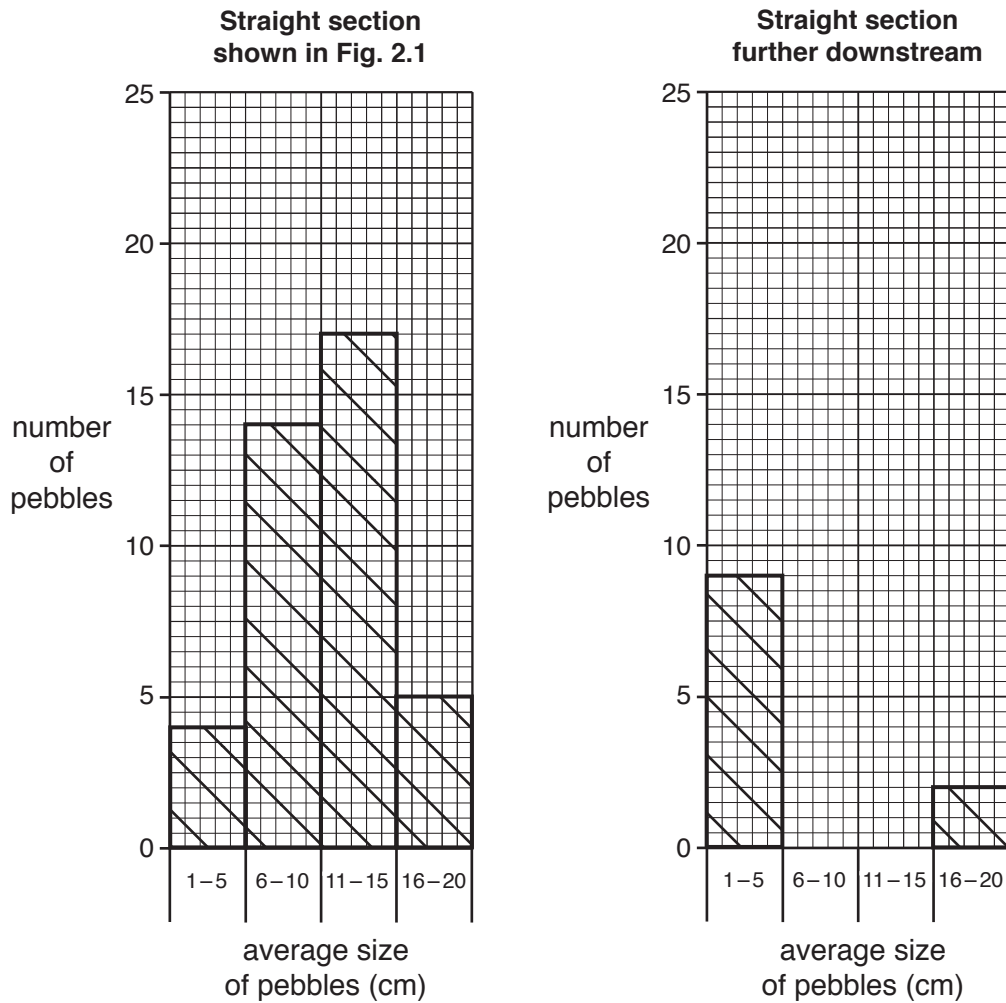 Straight section
shown in Fig. 2.1
25
20
15
10
5
0
number
of
pebbles
1–5 6–10 11–15 16–20
average size
of pebbles (cm)
Straight section
further downstream
25
20
15
10
5
0
number
of
pebbles
1–5 6–10 11–15 16–20
average size
of pebbles (cm)